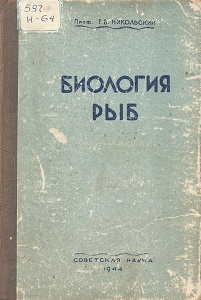 597
Н-64
Проф. Г.В. НИКОЛЬСКИЙ
БИОЛОГИЯ
РЫБ
СОВЕТСКАЯ НАУКА
1944